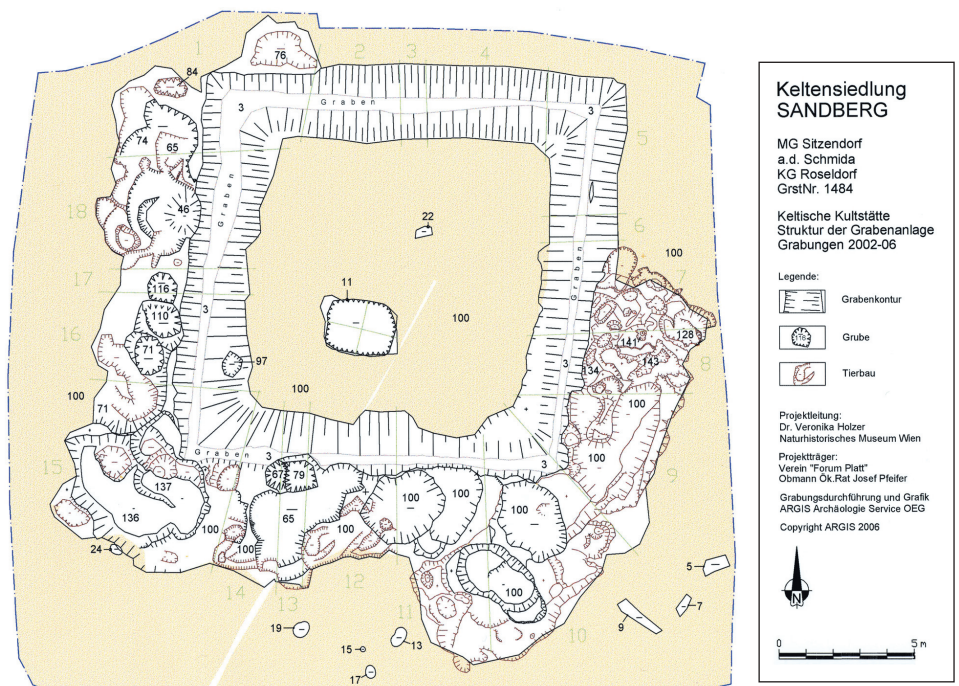 1
2
3
4
76
84
3
Graben
3
5
74
65
18
46
Graben
22
6
100
7
17
116
11
Graben
110
16
3
100
3
141
128
71
143
8
97
134
100
100
100
71
Graben
3
3
100
15
67
79
100
100
9
137
65
100
136
100
100
100
24
12
5
14
13
100
11
7
9
10
19
13
15
17
Keltensiedlung
SANDBERG
MG Sitzendorf
a.d. Schmida
KG Roseldorf
GrstNr. 1484
Keltische Kultstätte
Struktur der Grabenanlage
Grabungen 2002-06
Legende:
Grabenkontur
116
Grube
Tierbau
Projektleitung:
Dr. Veronika Holzer
Naturhistorisches Museum Wien
Projektträger:
Verein "Forum Platt"
Obmann Ök.Rat Josef Pfeifer
Grabungsdurchführung und Grafik
ARGIS Archäologie Service OEG
Copyright ARGIS 2006
N
0
5 m